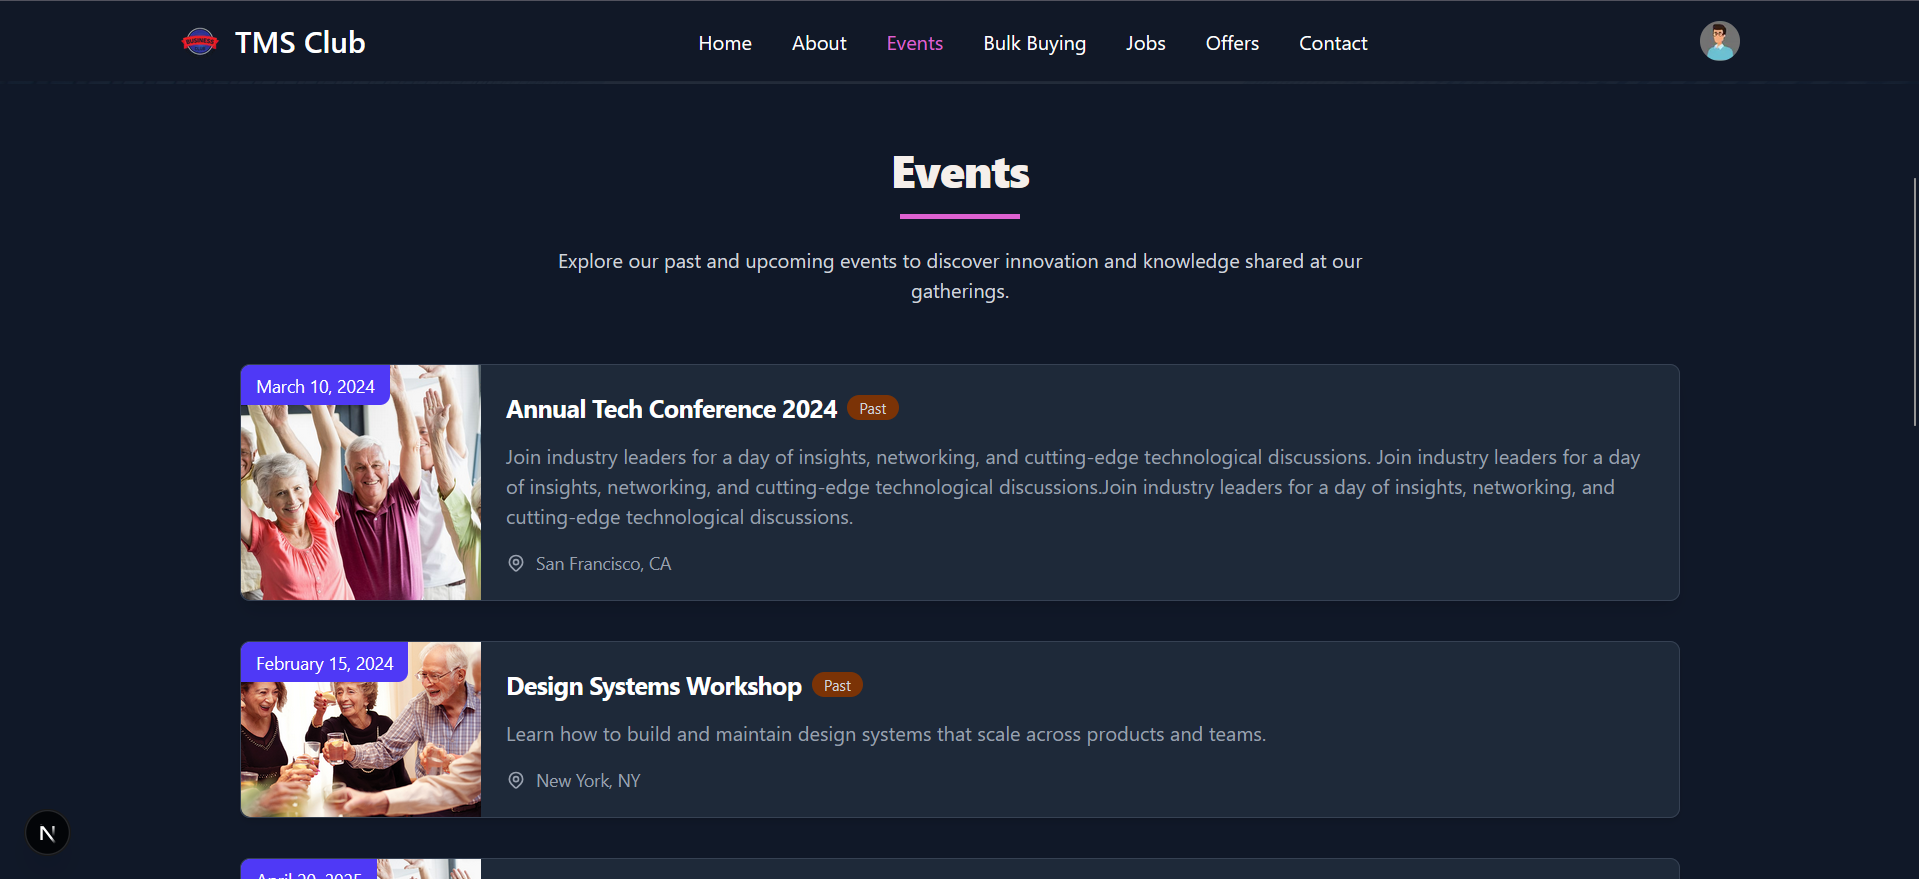 BUSINESS
TMS Club
Home
About
Events
Bulk Buying
Jobs
Offers
Contact
Events
Explore our past and upcoming events to discover innovation and knowledge shared at our
gatherings.
March 10, 2024
Annual Tech Conference 2024
Past
Join industry leaders for a day of insights, networking, and cutting-edge technological discussions. Join industry leaders for a day
of insights, networking, and cutting-edge technological discussions.Join industry leaders for a day of insights, networking, and
cutting-edge technological discussions.
San Francisco, CA
February 15, 2024
Design Systems Workshop
Past
Learn how to build and maintain design systems that scale across products and teams.
New York, NY
N
April 20, 2025